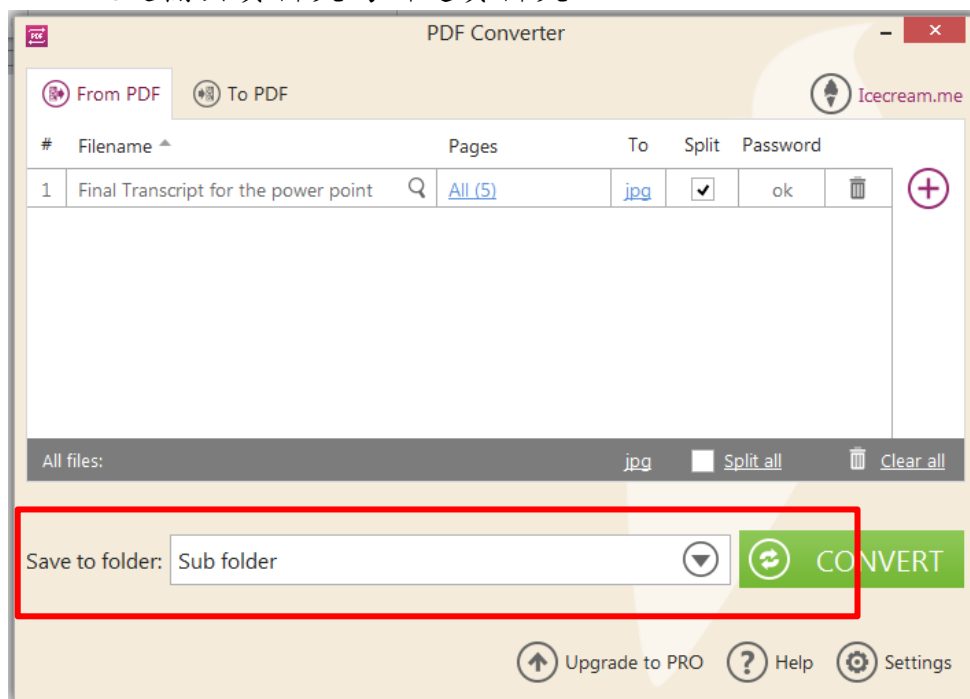 PDF Converter
From PDF To PDF Icecream.me
# Filename Pages To Split Password
1 Final Transcript for the power point All (5) jpg ok
All files: jpg Split all Clear all
Save to folder: Sub folder CONVERT
Upgrade to PRO ? Help Settings